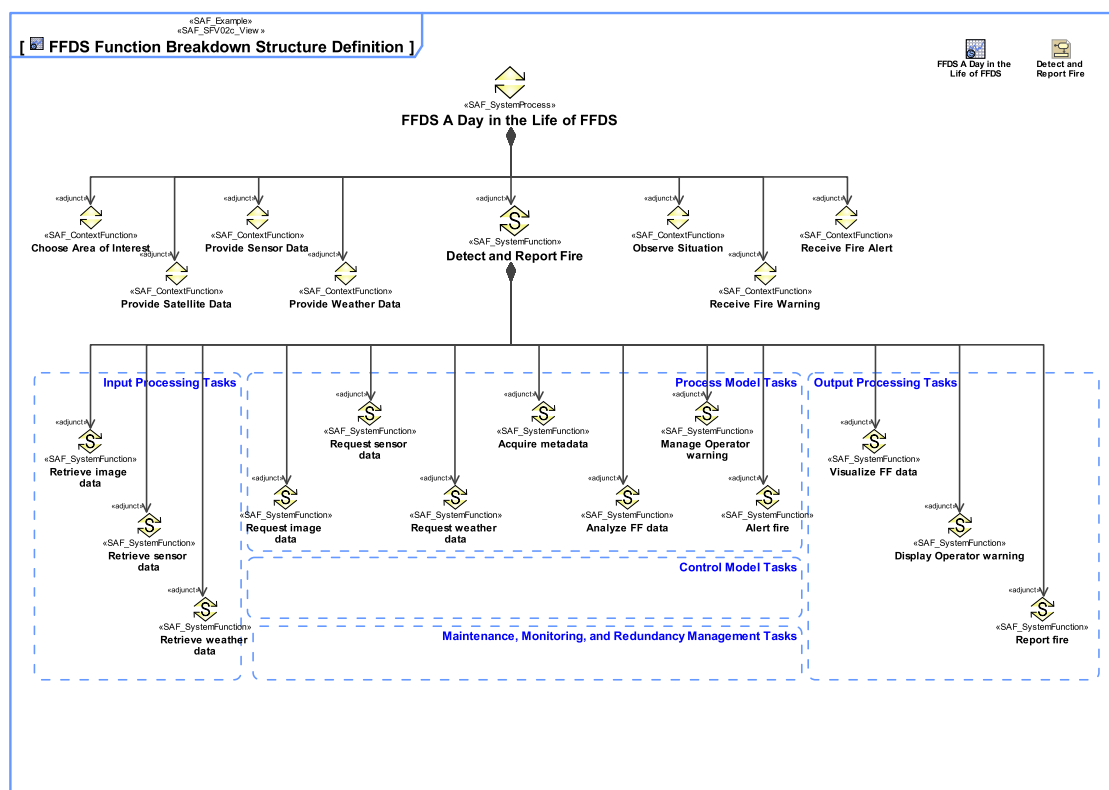 «SAF_Example»
«SAF_SFV02c_View »
[ FFDS Function Breakdown Structure Definition ]
FFDS A Day in the
Life of FFDS
Detect and
Report Fire
«SAF_SystemProcess»
FFDS A Day in the Life of FFDS
«adjunct»
«SAF_ContextFunction»
Choose Area of Interest
«adjunct»
«SAF_ContextFunction»
Provide Satellite Data
«adjunct»
«SAF_ContextFunction»
Provide Sensor Data
«adjunct»
«SAF_ContextFunction»
Provide Weather Data
«adjunct»
S
«SAF_SystemFunction»
Detect and Report Fire
«adjunct»
«SAF_ContextFunction»
Observe Situation
«adjunct»
«SAF_ContextFunction»
Receive Fire Warning
«adjunct»
«SAF_ContextFunction»
Receive Fire Alert
Input Processing Tasks
«adjunct»
S
«SAF_SystemFunction»
Retrieve image
data
«adjunct»
S
«SAF_SystemFunction»
Retrieve sensor
data
«adjunct»
S
«SAF_SystemFunction»
Retrieve weather
data
Process Model Tasks
«adjunct»
S
«SAF_SystemFunction»
Request image
data
«adjunct»
S
«SAF_SystemFunction»
Request sensor
data
«adjunct»
S
«SAF_SystemFunction»
Request weather
data
«adjunct»
S
«SAF_SystemFunction»
Acquire metadata
«adjunct»
S
«SAF_SystemFunction»
Analyze FF data
«adjunct»
S
«SAF_SystemFunction»
Manage Operator
warning
«adjunct»
S
«SAF_SystemFunction»
Alert fire
Control Model Tasks
Maintenance, Monitoring, and Redundancy Management Tasks
Output Processing Tasks
«adjunct»
S
«SAF_SystemFunction»
Visualize FF data
«adjunct»
S
«SAF_SystemFunction»
Display Operator warning
«adjunct»
S
«SAF_SystemFunction»
Report fire